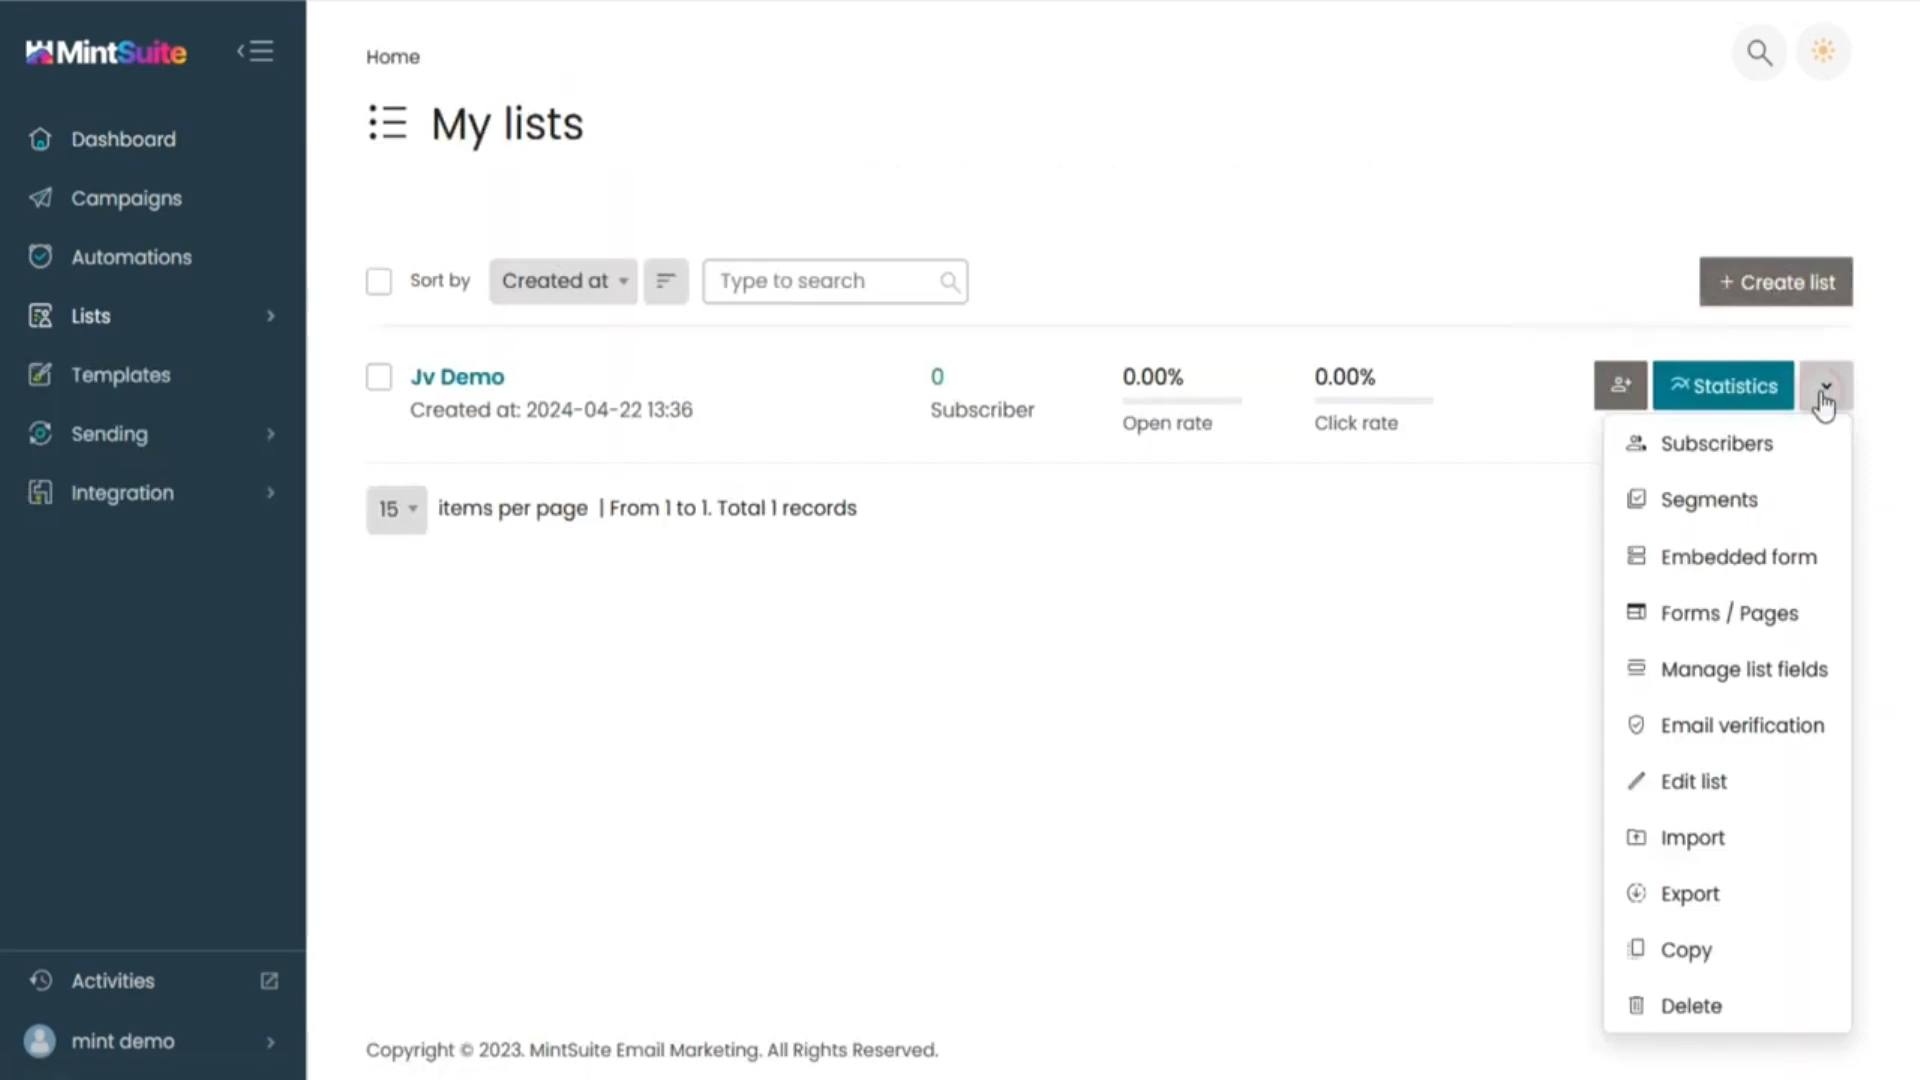 MintSuite
Dashboard
Campaigns
Automations
Lists
Templates
Sending
Integration
Activities
mint demo
Home
My lists
Sort by
Created at
Type to search
+ Create list
Jv Demo
Created at: 2024-04-22 13:36
0
Subscriber
0.00%
Open rate
0.00%
Click rate
Statistics
Subscribers
Segments
Embedded form
Forms / Pages
Manage list fields
Email verification
Edit list
Import
Export
Copy
Delete
15 items per page | From 1 to 1. Total 1 records
Copyright © 2023. MintSuite Email Marketing. All Rights Reserved.